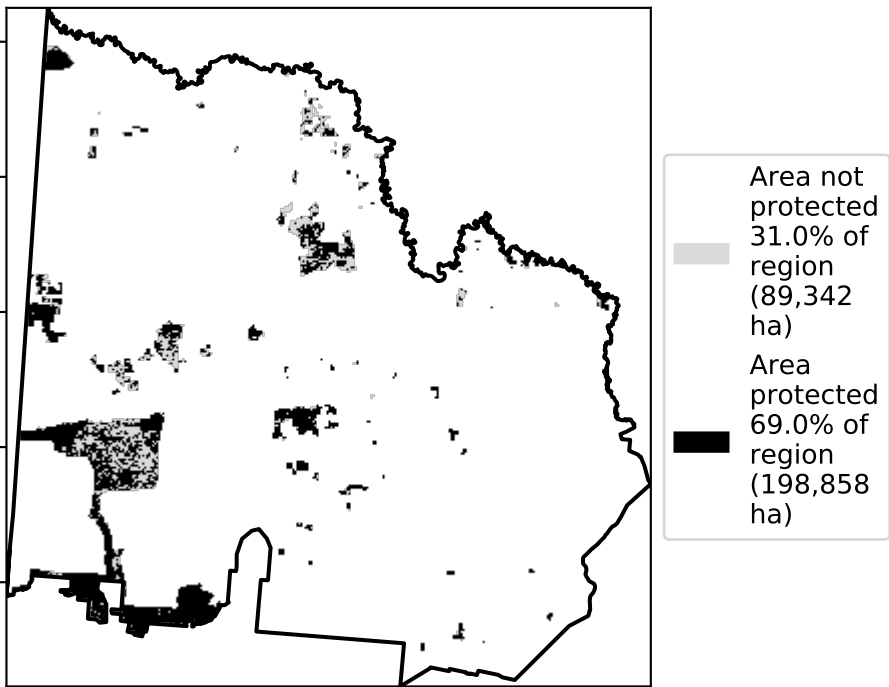 Area not
protected
31.0% of
region
(89,342
ha)
Area
protected
69.0% of
region
(198,858
ha)